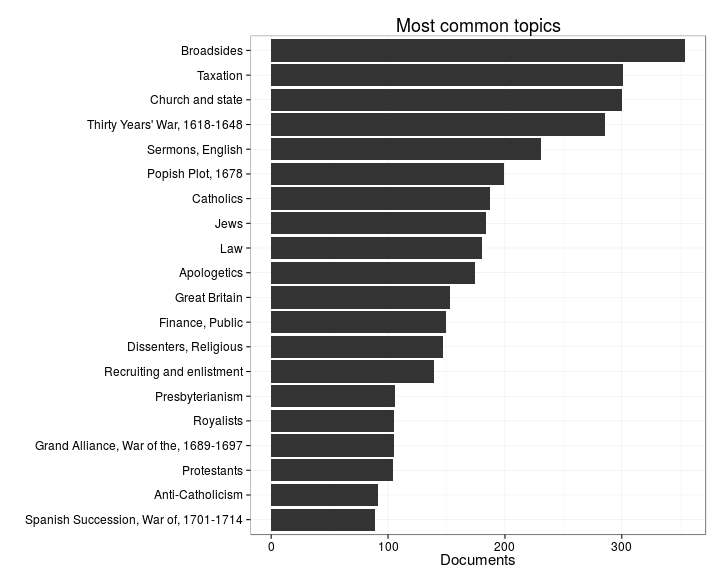 Most common topics
Broadsides
Taxation
Church and state
Thirty Years' War, 1618-1648
Sermons, English
Popish Plot, 1678
Catholics
Jews
Law
Apologetics
Great Britain
Finance, Public
Dissenters, Religious
Recruiting and enlistment
Presbyterianism
Royalists
Grand Alliance, War of the, 1689-1697
Protestants
Anti-Catholicism
Spanish Succession, War of, 1701-1714
0 100 200 300
Documents